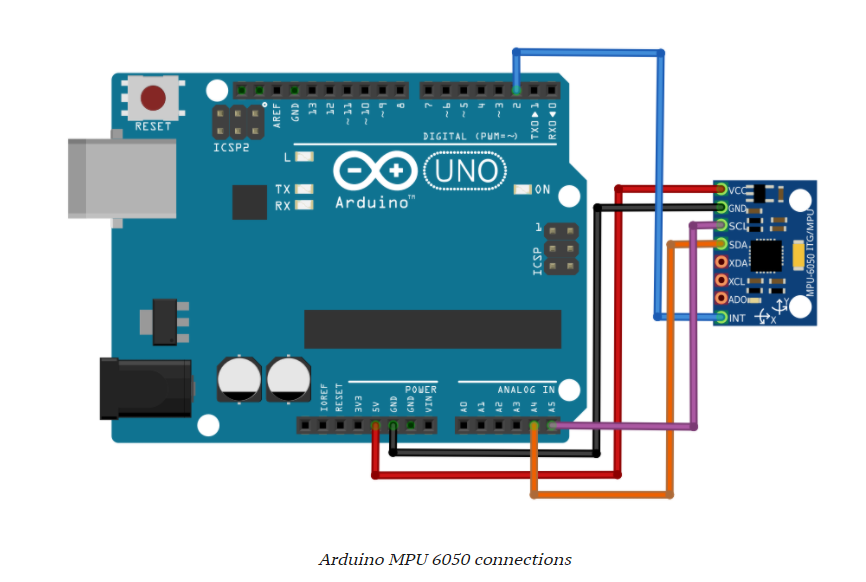 RESET
ICSP2
AREF
GND
13
12
~11
~10
~9
8
7
~6
~5
4
~3
2
TXD▶1
RXD◀0
DIGITAL (PWM=~)
L
TX
RX
Arduino™
UNO
ON
1
ICSP
VCC
GND
SCL
SDA
XDA
XCL
ADO
INT
MPU-6050 ITG/MPU
Y
X
POWER
ANALOG IN
IOREF
RESET
3V3
5V
GND
GND
VIN
A0
A1
A2
A3
A4
A5
Arduino MPU 6050 connections